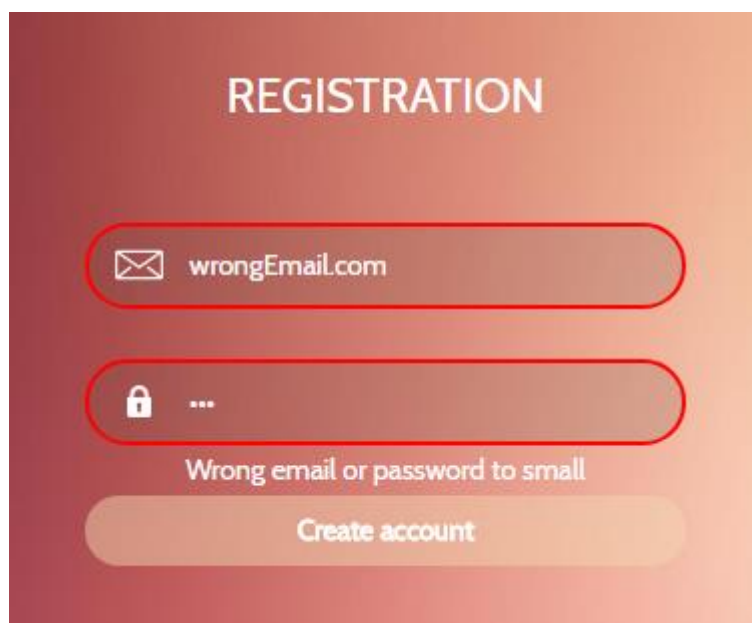 REGISTRATION
wrongEmail.com
•••
Wrong email or password to small
Create account